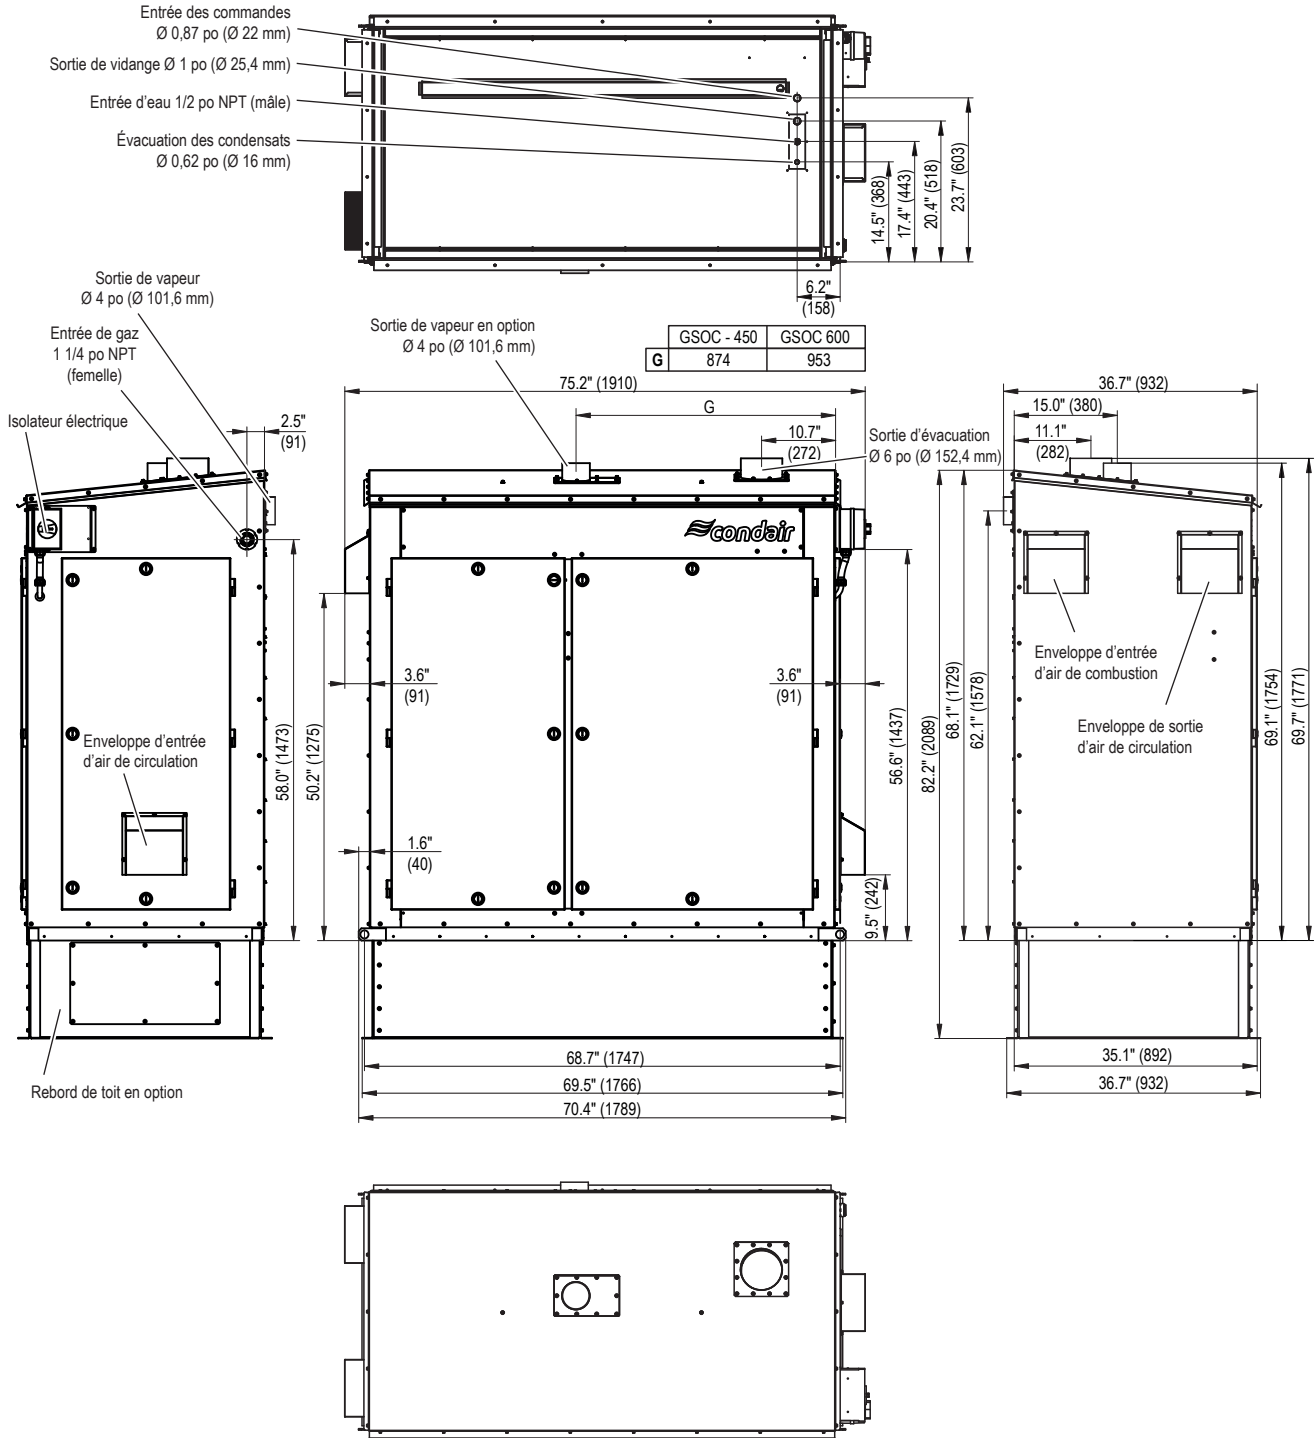 Entrée des commandes
Ø 0,87 po (Ø 22 mm)
Sortie de vidange Ø 1 po (Ø 25,4 mm)
Entrée d'eau 1/2 po NPT (mâle)
Évacuation des condensats
Ø 0,62 po (Ø 16 mm)
14.5" (368)
17.4" (443)
20.4" (518)
23.7" (603)
6.2"
(158)
Sortie de vapeur
Ø 4 po (Ø 101,6 mm)
Entrée de gaz
1 1/4 po NPT
(femelle)
Isolateur électrique
2.5"
(91)
Sortie de vapeur en option
Ø 4 po (Ø 101,6 mm)
GSOC - 450 GSOC 600
G 874 953
75.2" (1910)
G
10.7"
(272)
Sortie d'évacuation
Ø 6 po (Ø 152,4 mm)
36.7" (932)
15.0" (380)
11.1"
(282)
condair
Enveloppe d'entrée
d'air de circulation
58.0" (1473)
50.2" (1275)
3.6"
(91)
3.6"
(91)
1.6"
(40)
56.6" (1437)
9.5" (242)
82.2" (2089)
68.1" (1729)
62.1" (1578)
Enveloppe d'entrée
d'air de combustion
Enveloppe de sortie
d'air de circulation
69.1" (1754)
69.7" (1771)
Rebord de toit en option
68.7" (1747)
69.5" (1766)
70.4" (1789)
35.1" (892)
36.7" (932)